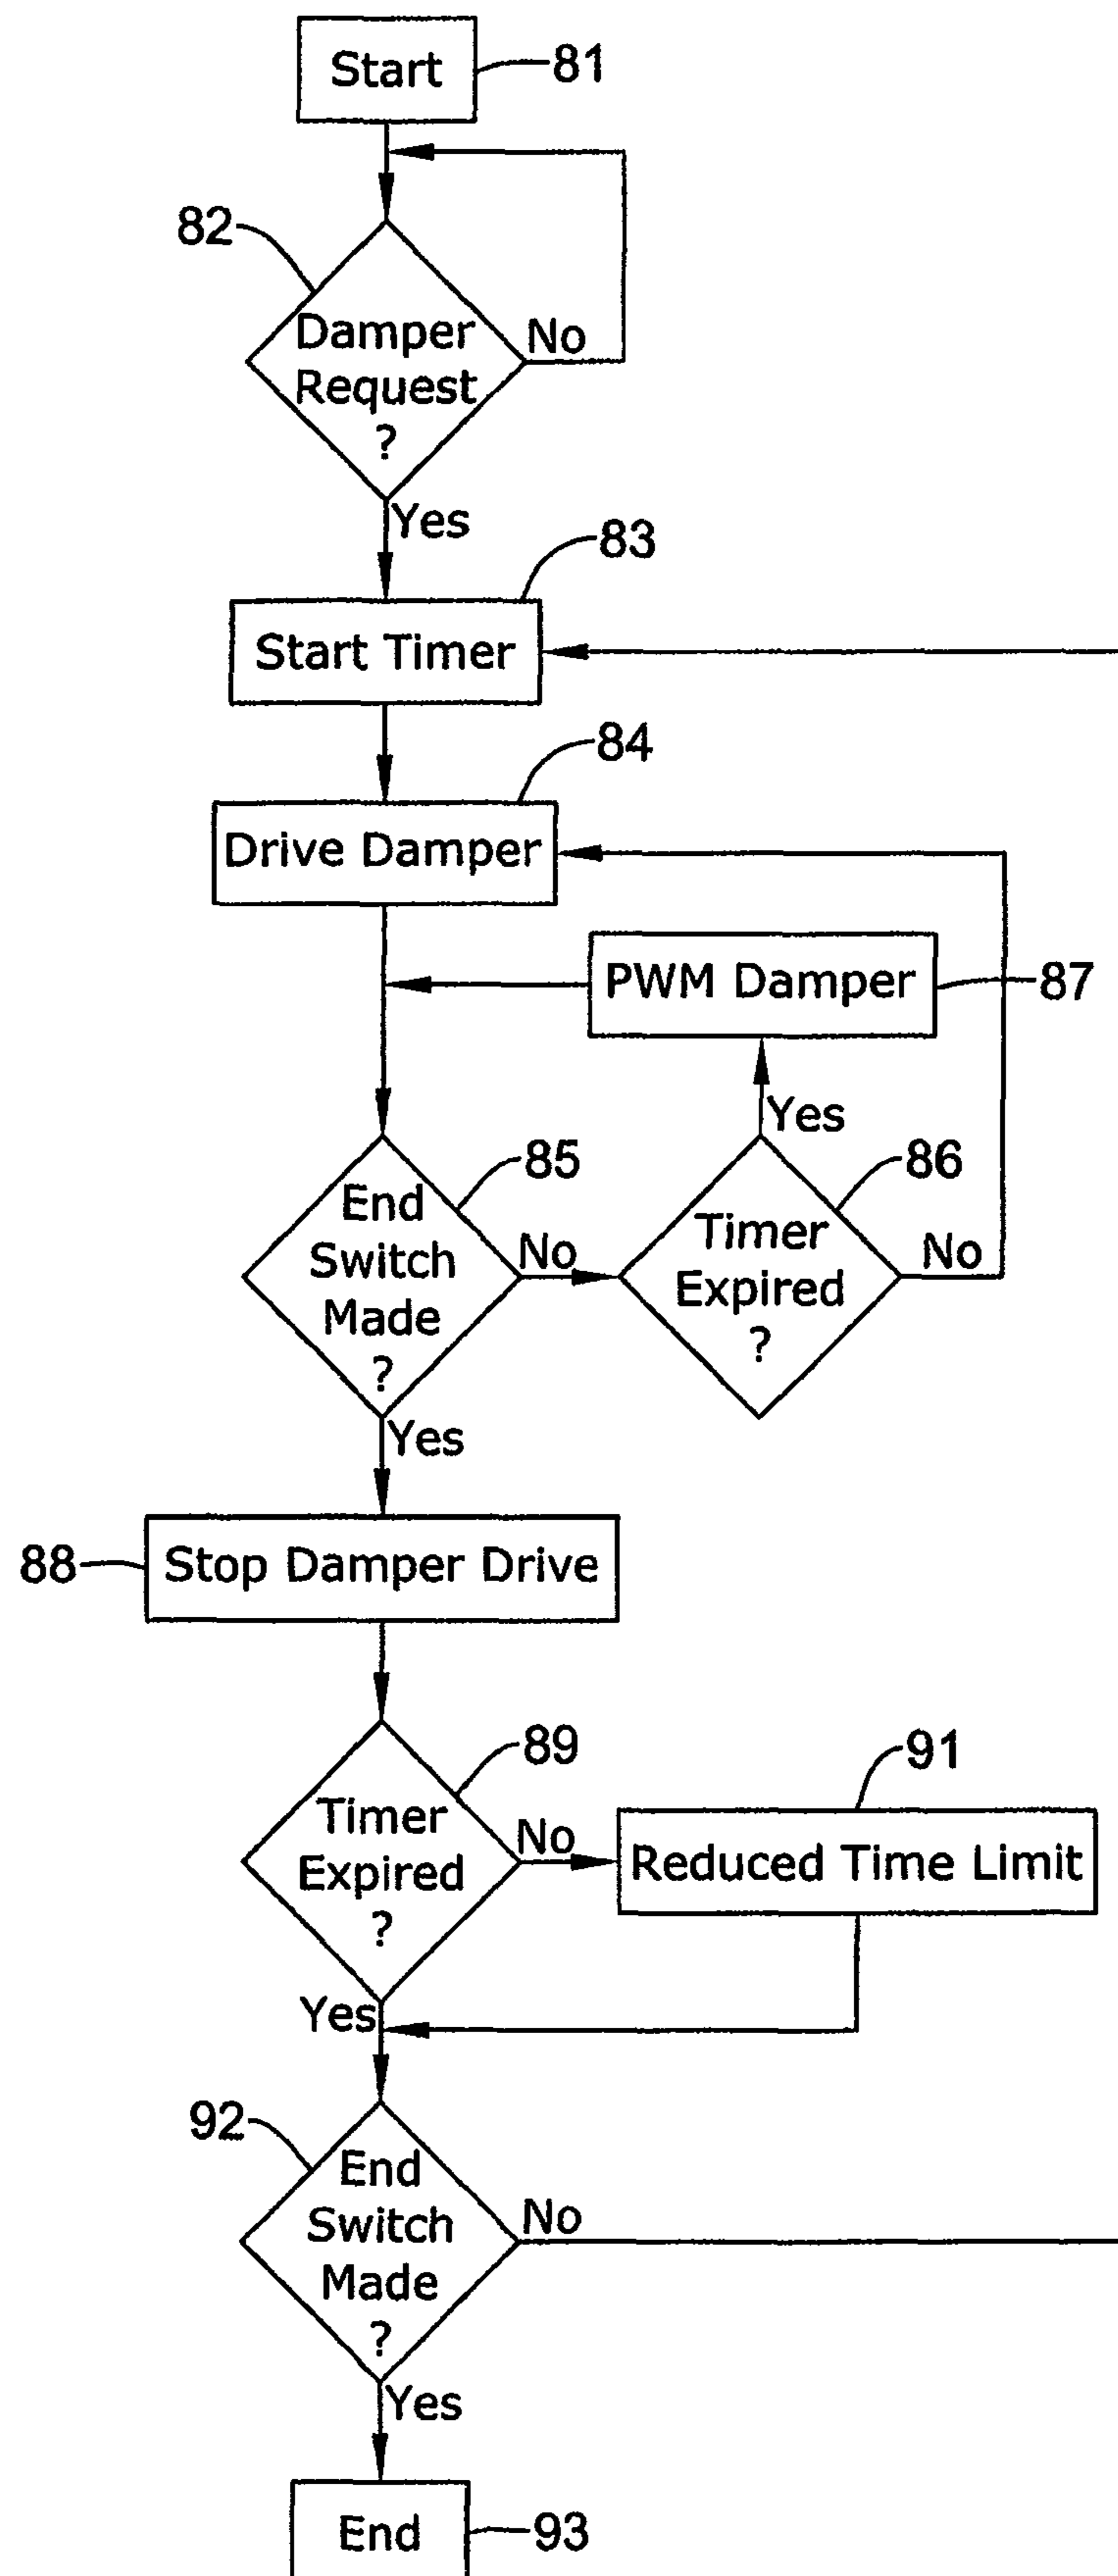 Start
81
82
Damper
Request
?
No
Yes
83
Start Timer
84
Drive Damper
PWM Damper
87
Yes
85
End
Switch
Made
?
No
86
Timer
Expired
?
No
Yes
88
Stop Damper Drive
89
Timer
Expired
?
No
91
Reduced Time Limit
Yes
92
End
Switch
Made
?
No
Yes
End
93